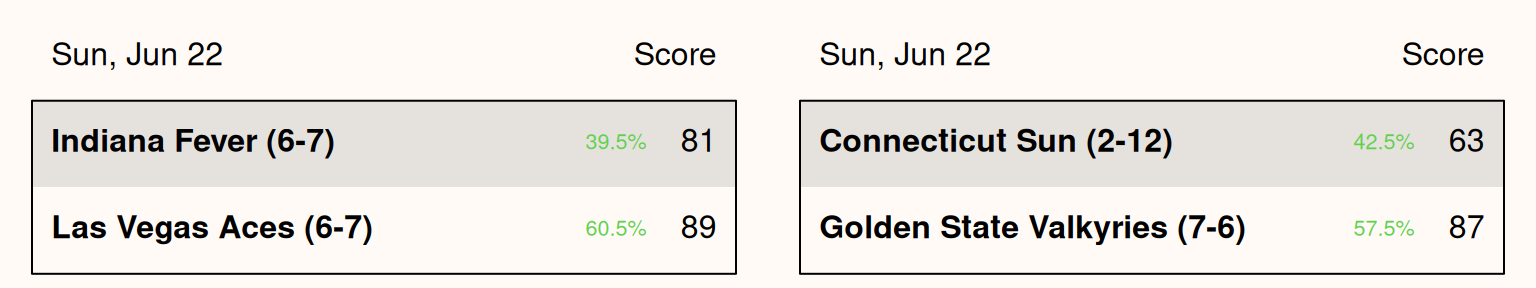 Sun, Jun 22 Score
Indiana Fever (6-7) 39.5% 81
Las Vegas Aces (6-7) 60.5% 89
Sun, Jun 22 Score
Connecticut Sun (2-12) 42.5% 63
Golden State Valkyries (7-6) 57.5% 87